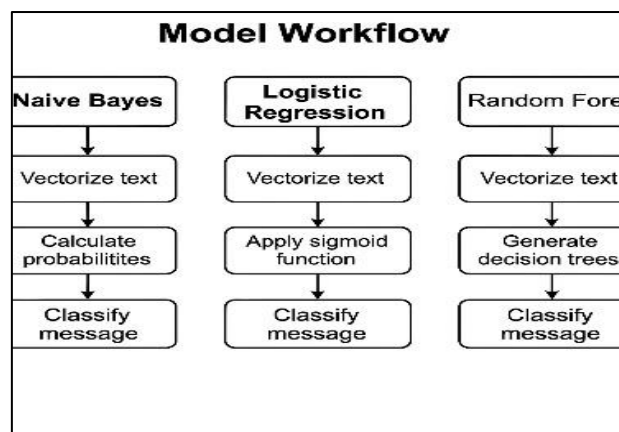 Model Workflow
Naive Bayes
Vectorize text
Calculate
probabilitites
Classify
message
Logistic
Regression
Vectorize text
Apply sigmoid
function
Classify
message
Random Fore
Vectorize text
Generate
decision trees
Classify
message